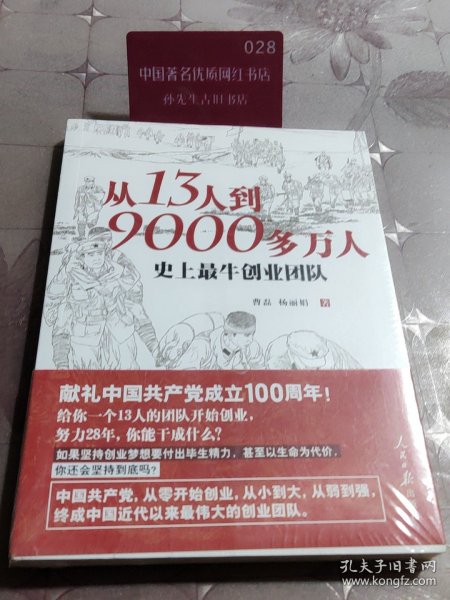 028
中国著名优质网红书店
孙先生古旧书店
从13人到
9000多万人
史上最牛创业团队
曹磊 杨丽娟 著
献礼中国共产党成立100周年！
给你一个13人的团队开始创业，
努力28年，你能干成什么？
如果坚持创业梦想要付出毕生精力，甚至以生命为代价，
你还会坚持到底吗？
中国共产党，从零开始创业，从小到大，从弱到强，
终成中国近代以来最伟大的创业团队。
人民日报出
孔夫子旧书网
www.kongfz.com